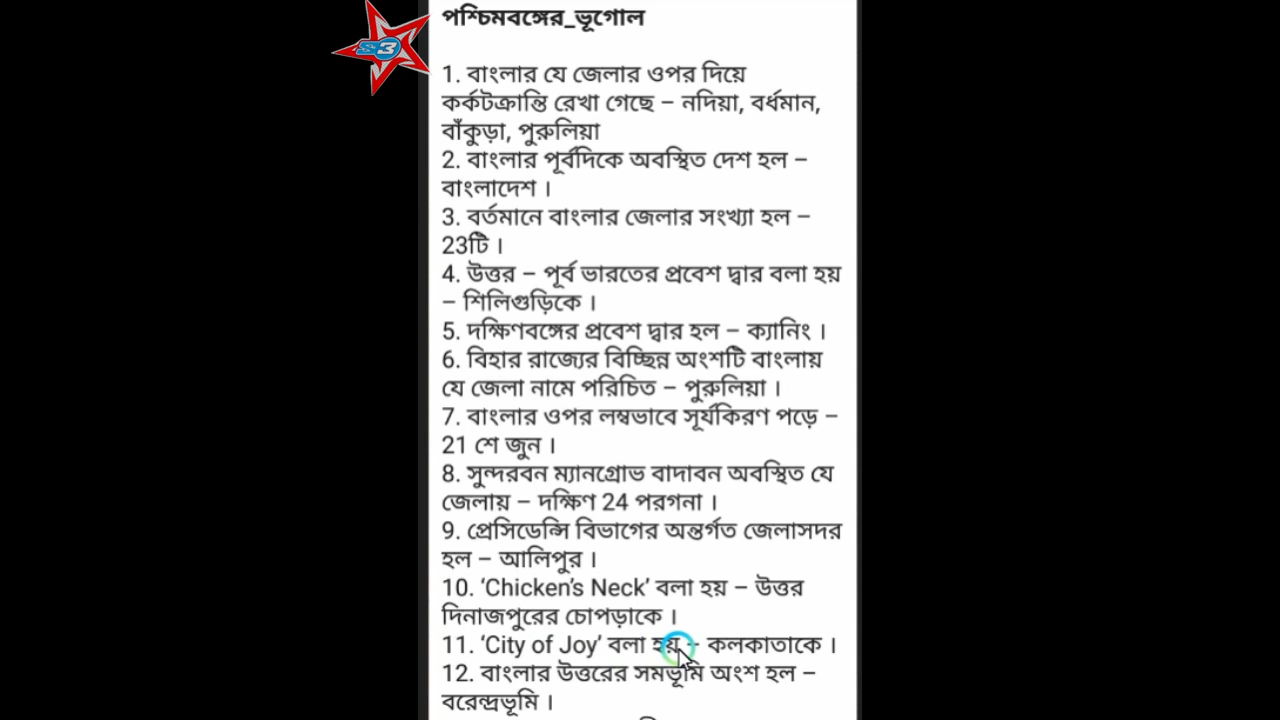 S3
পশ্চিমবঙ্গের_ভূগোল
1. বাংলার যে জেলার ওপর দিয়ে
কর্কটক্রান্তি রেখা গেছে – নদিয়া, বর্ধমান,
বাঁকুড়া, পুরুলিয়া
2. বাংলার পূর্বদিকে অবস্থিত দেশ হল –
বাংলাদেশ ।
3. বর্তমানে বাংলার জেলার সংখ্যা হল –
23টি ।
4. উত্তর – পূর্ব ভারতের প্রবেশ দ্বার বলা হয়
– শিলিগুড়িকে ।
5. দক্ষিণবঙ্গের প্রবেশ দ্বার হল – ক্যানিং ।
6. বিহার রাজ্যের বিচ্ছিন্ন অংশটি বাংলায়
যে জেলা নামে পরিচিত – পুরুলিয়া ।
7. বাংলার ওপর লম্বভাবে সূর্যকিরণ পড়ে –
21 শে জুন ।
8. সুন্দরবন ম্যানগ্রোভ বাদাবন অবস্থিত যে
জেলায় – দক্ষিণ 24 পরগনা ।
9. প্রেসিডেন্সি বিভাগের অন্তর্গত জেলাসদর
হল – আলিপুর ।
10. ‘Chicken’s Neck’ বলা হয় – উত্তর
দিনাজপুরের চোপড়াকে ।
11. ‘City of Joy’ বলা হয় – কলকাতাকে ।
12. বাংলার উত্তরের সমভূমি অংশ হল –
বরেন্দ্রভূমি ।